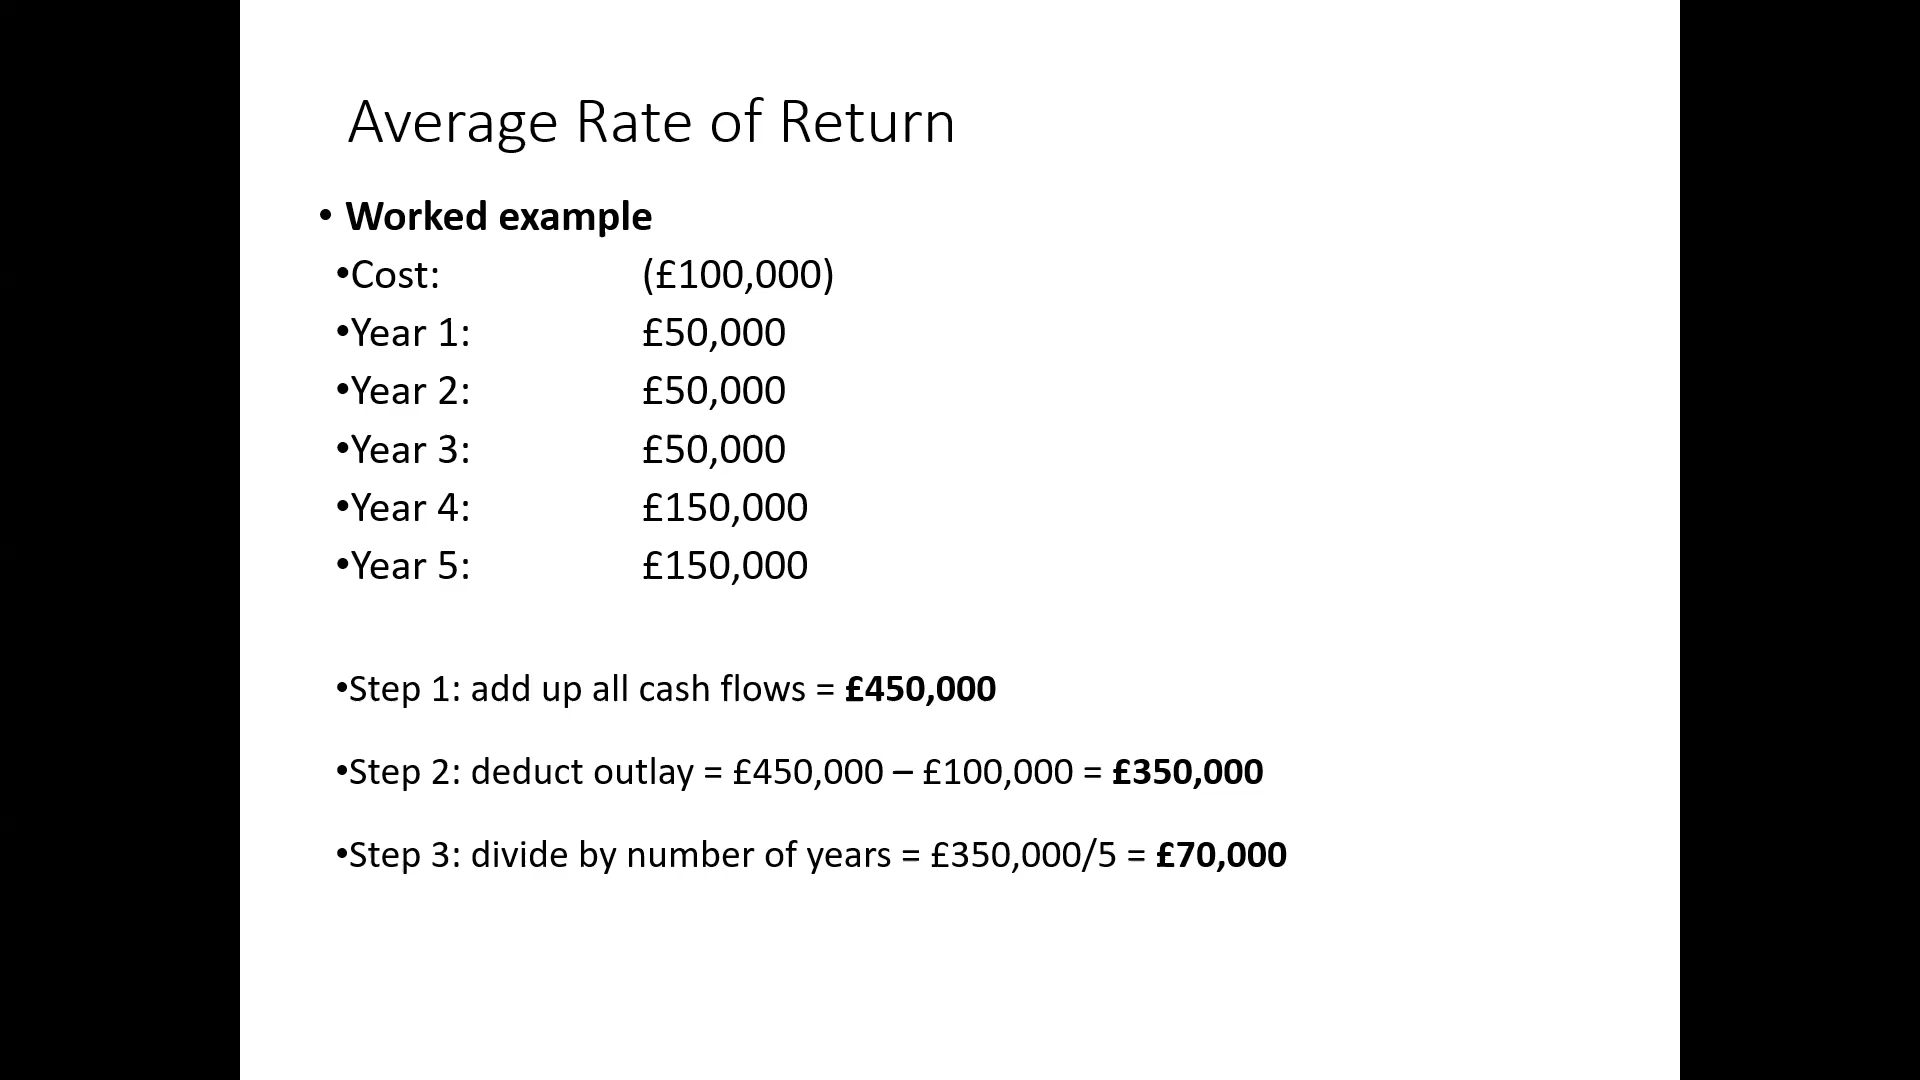 Average Rate of Return
• Worked example
•Cost: (£100,000)
•Year 1: £50,000
•Year 2: £50,000
•Year 3: £50,000
•Year 4: £150,000
•Year 5: £150,000
•Step 1: add up all cash flows = £450,000
•Step 2: deduct outlay = £450,000 – £100,000 = £350,000
•Step 3: divide by number of years = £350,000/5 = £70,000